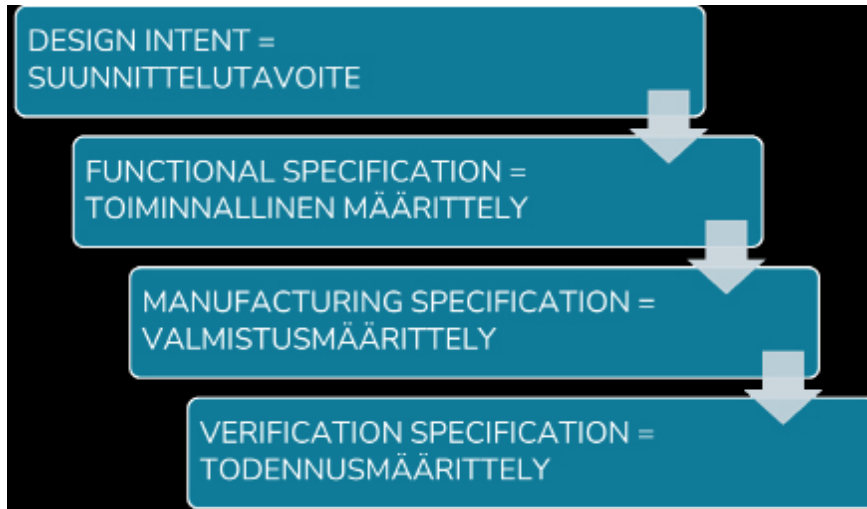 DESIGN INTENT =
SUUNNITTELUTAVOITE
FUNCTIONAL SPECIFICATION =
TOIMINNALLINEN MÄÄRITTELY
MANUFACTURING SPECIFICATION =
VALMISTUSMÄÄRITTELY
VERIFICATION SPECIFICATION =
TODENNUSMÄÄRITTELY